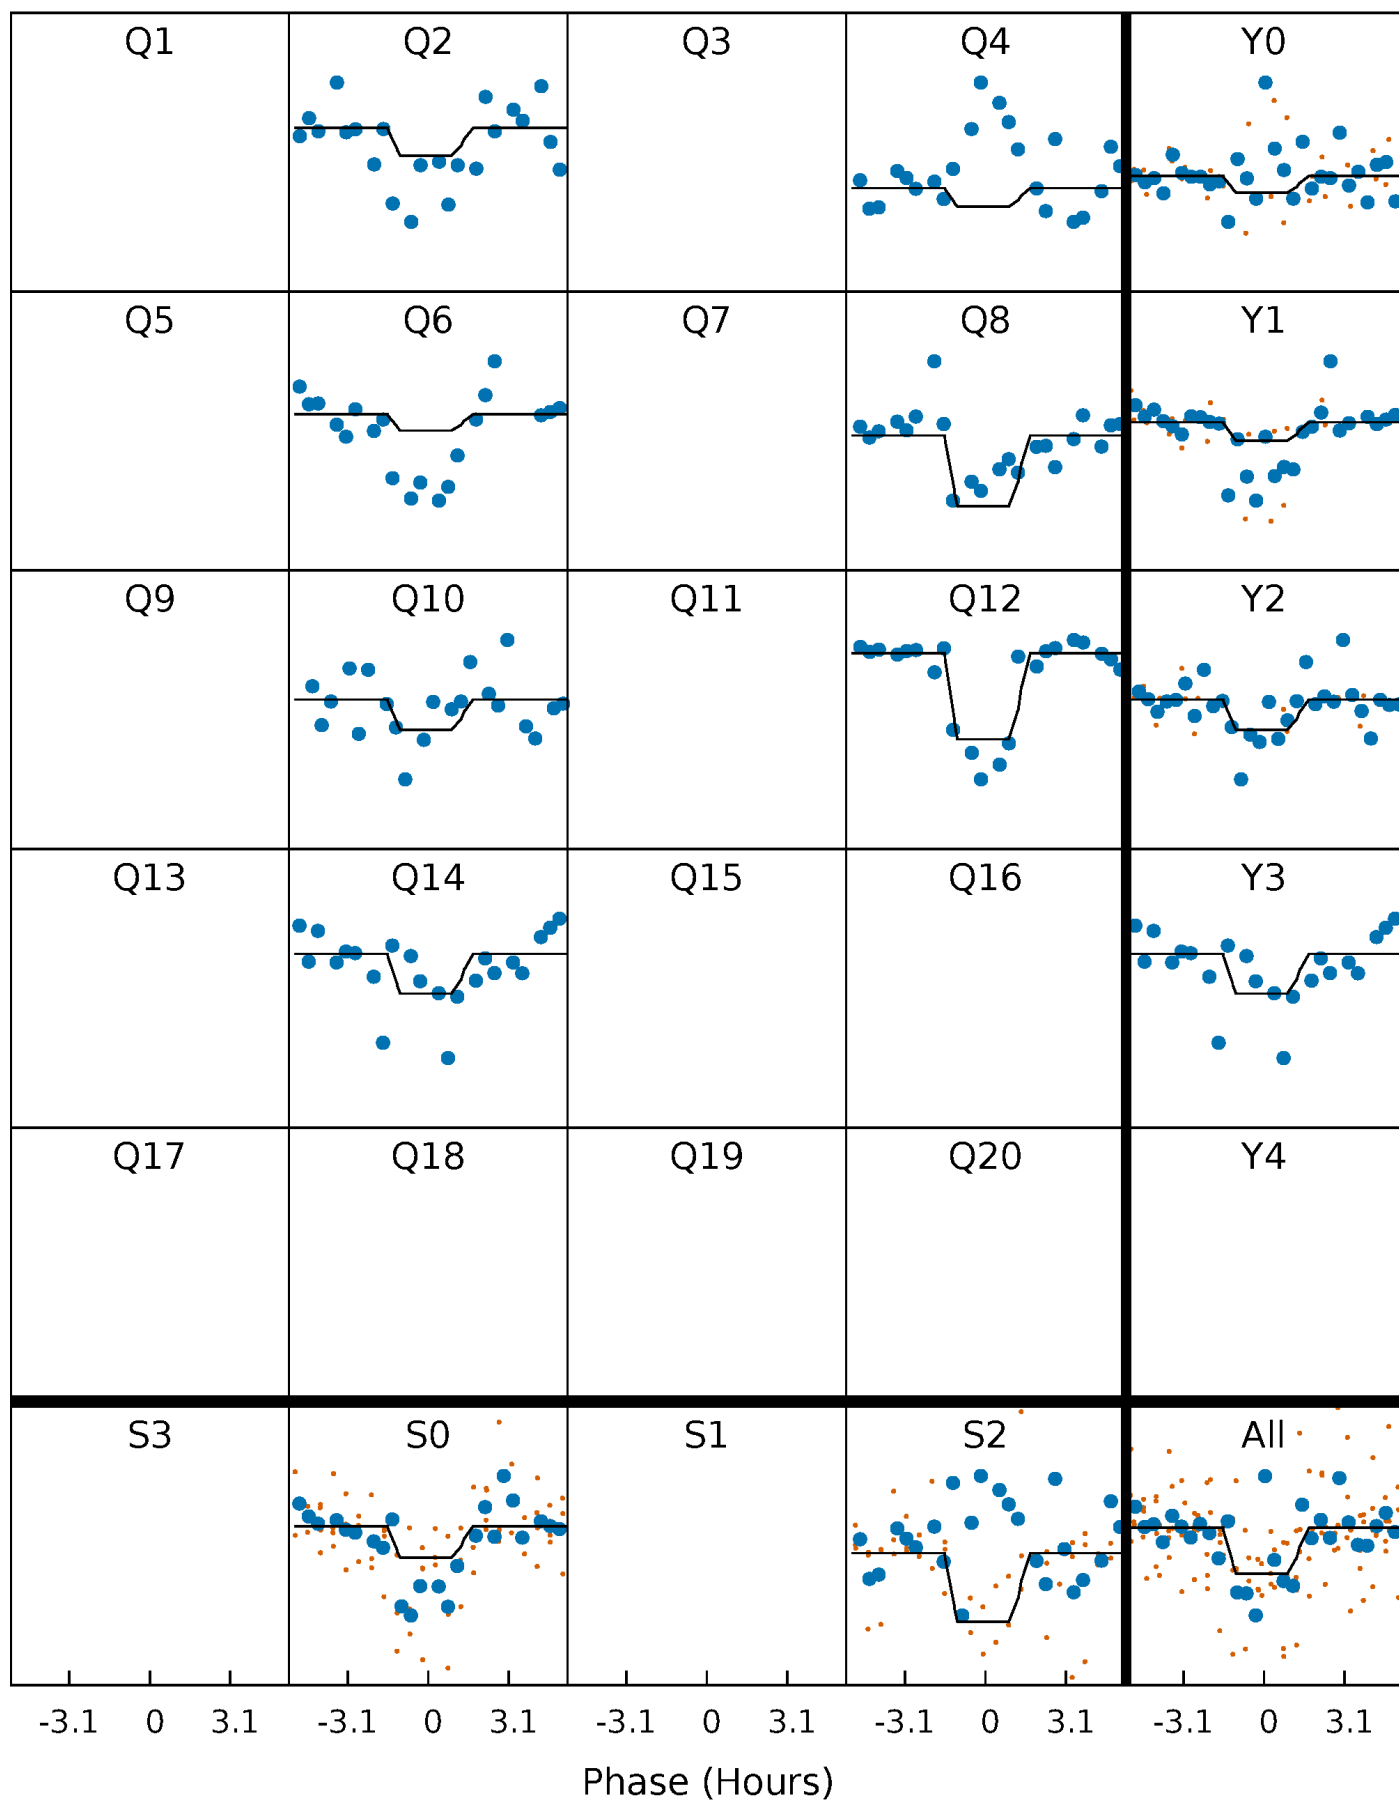 Q1 Q2 Q3 Q4 Y0
Q5 Q6 Q7 Q8 Y1
Q9 Q10 Q11 Q12 Y2
Q13 Q14 Q15 Q16 Y3
Q17 Q18 Q19 Q20 Y4
S3 S0 S1 S2 All
-3.1 0 3.1 -3.1 0 3.1 -3.1 0 3.1 -3.1 0 3.1 -3.1 0 3.1
Phase (Hours)